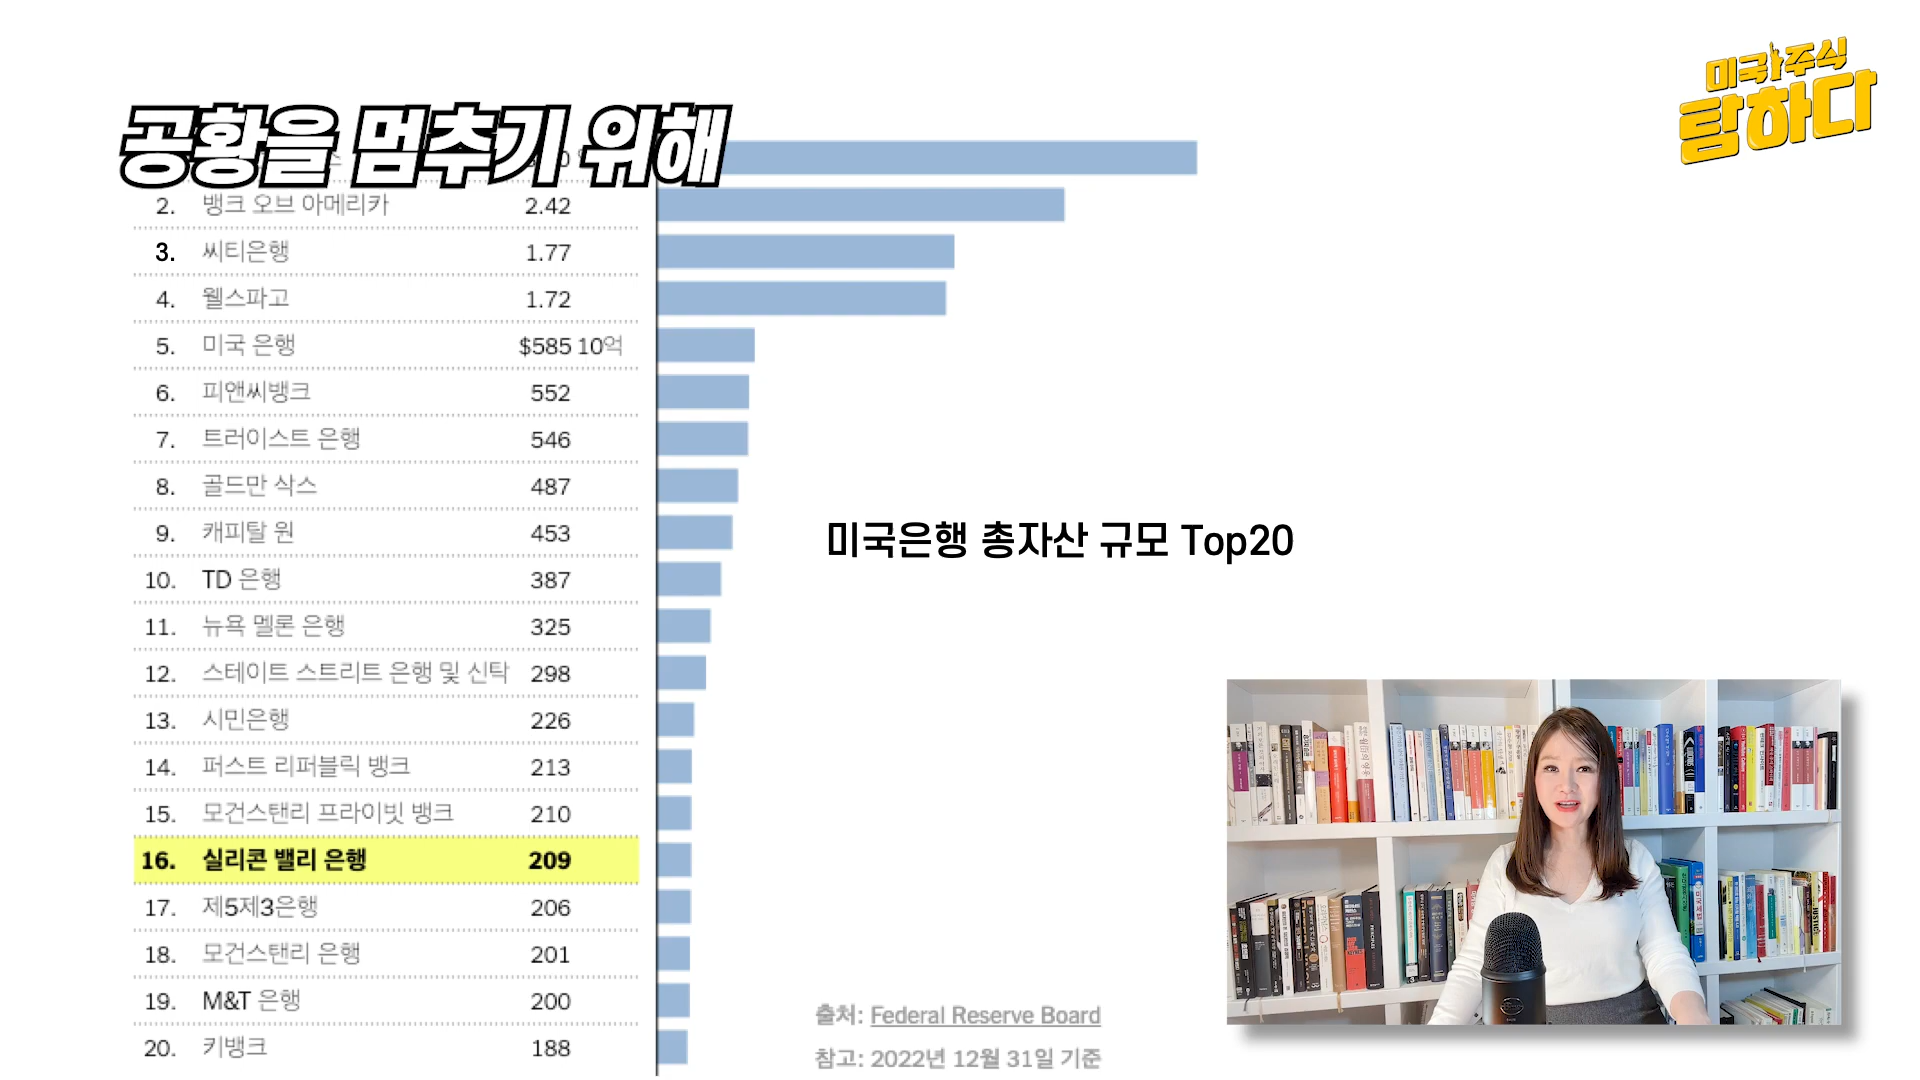 미국주식
탐하다
공황을 멈추기 위해
2. 뱅크 오브 아메리카 2.42
3. 씨티은행 1.77
4. 웰스파고 1.72
5. 미국 은행 $585 10억
6. 피앤씨뱅크 552
7. 트러이스트 은행 546
8. 골드만 삭스 487
9. 캐피탈 원 453
미국은행 총자산 규모 Top20
10. TD 은행 387
11. 뉴욕 멜론 은행 325
12. 스테이트 스트리트 은행 및 신탁 298
13. 시민은행 226
14. 퍼스트 리퍼블릭 뱅크 213
15. 모건스탠리 프라이빗 뱅크 210
16. 실리콘 밸리 은행 209
17. 제5제3은행 206
18. 모건스탠리 은행 201
19. M&T 은행 200
20. 키뱅크 188
출처: Federal Reserve Board
참고: 2022년 12월 31일 기준